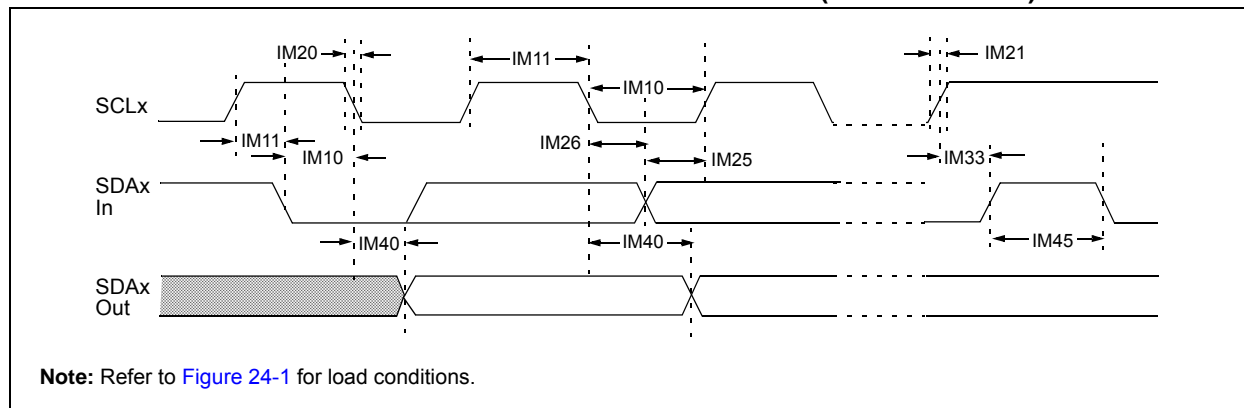 IM20
IM11
IM21
IM10
SCLx
IM11
IM26
IM10
IM25
IM33
SDAx
In
IM40
IM40
IM45
SDAx
Out
Note: Refer to Figure 24-1 for load conditions.